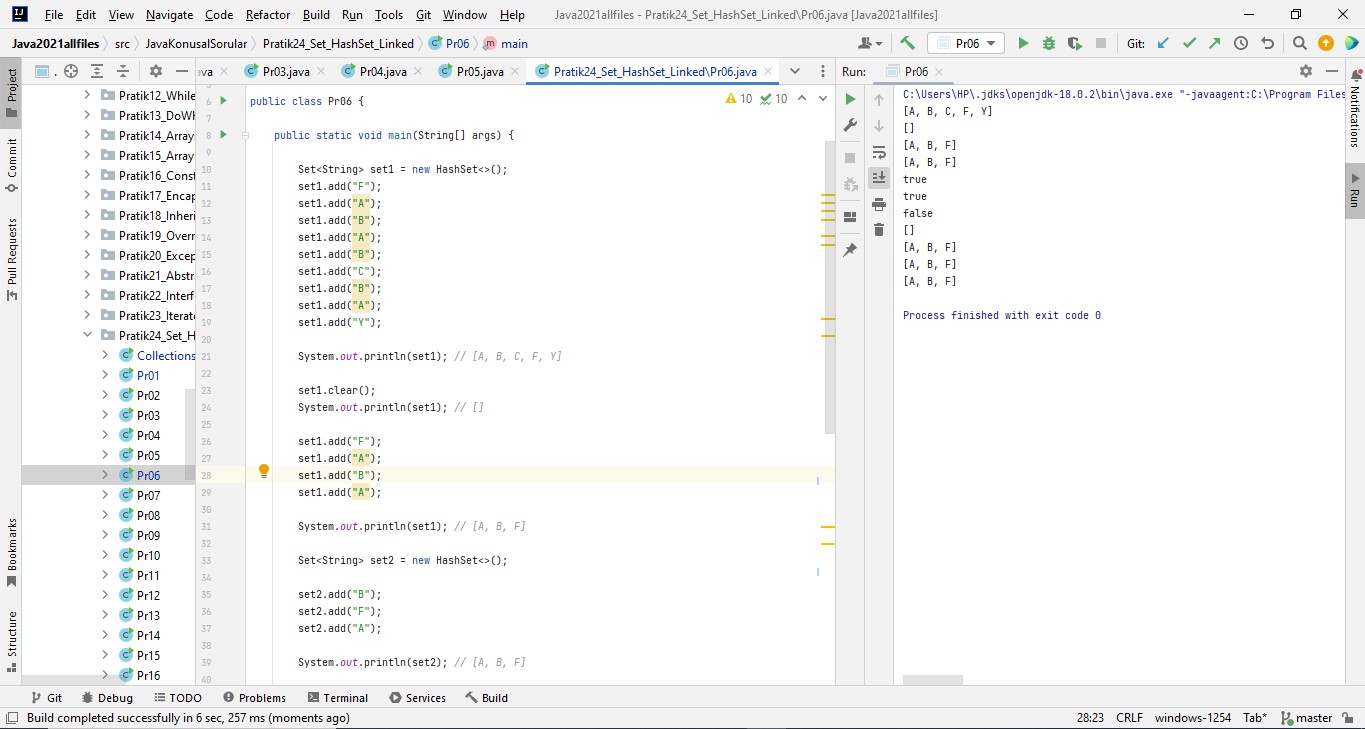 File Edit View Navigate Code Refactor Build Run Tools Git Window Help Java2021allfiles - Pratik24_Set_HashSet_Linked\Pr06.java [Java2021allfiles]
Java2021allfiles src JavaKonusalSorular Pratik24_Set_HashSet_Linked Pr06 main Pr06 Git:
Project
Commit
Pull Requests
Bookmarks
Structure
Pratik12_While
Pratik13_DoWh
Pratik14_Array
Pratik15_Array
Pratik16_Const
Pratik17_Encap
Pratik18_Inheri
Pratik19_Overr
Pratik20_Excep
Pratik21_Abstr
Pratik22_Interf
Pratik23_Iterato
Pratik24_Set_H
Collections
Pr01
Pr02
Pr03
Pr04
Pr05
Pr06
Pr07
Pr08
Pr09
Pr10
Pr11
Pr12
Pr13
Pr14
Pr15
Pr16
ava Pr03.java Pr04.java Pr05.java Pratik24_Set_HashSet_Linked\Pr06.java
10 10
6 public class Pr06 {
7
8 public static void main(String[] args) {
9
10 Set<String> set1 = new HashSet<>();
11 set1.add("F");
12 set1.add("A");
13 set1.add("B");
14 set1.add("A");
15 set1.add("B");
16 set1.add("C");
17 set1.add("B");
18 set1.add("A");
19 set1.add("Y");
20
21 System.out.println(set1); // [A, B, C, F, Y]
22
23 set1.clear();
24 System.out.println(set1); // []
25
26 set1.add("F");
27 set1.add("A");
28 set1.add("B");
29 set1.add("A");
30
31 System.out.println(set1); // [A, B, F]
32
33 Set<String> set2 = new HashSet<>();
34
35 set2.add("B");
36 set2.add("F");
37 set2.add("A");
38
39 System.out.println(set2); // [A, B, F]
40
Run: Pr06
C:\Users\HP\.jdks\openjdk-18.0.2\bin\java.exe "-javaagent:C:\Program Files
[A, B, C, F, Y]
[]
[A, B, F]
[A, B, F]
true
true
false
[]
[A, B, F]
[A, B, F]
[A, B, F]
Process finished with exit code 0
Notifications
Run
Git Debug TODO Problems Terminal Services Build
Build completed successfully in 6 sec, 257 ms (moments ago) 28:23 CRLF windows-1254 Tab* master